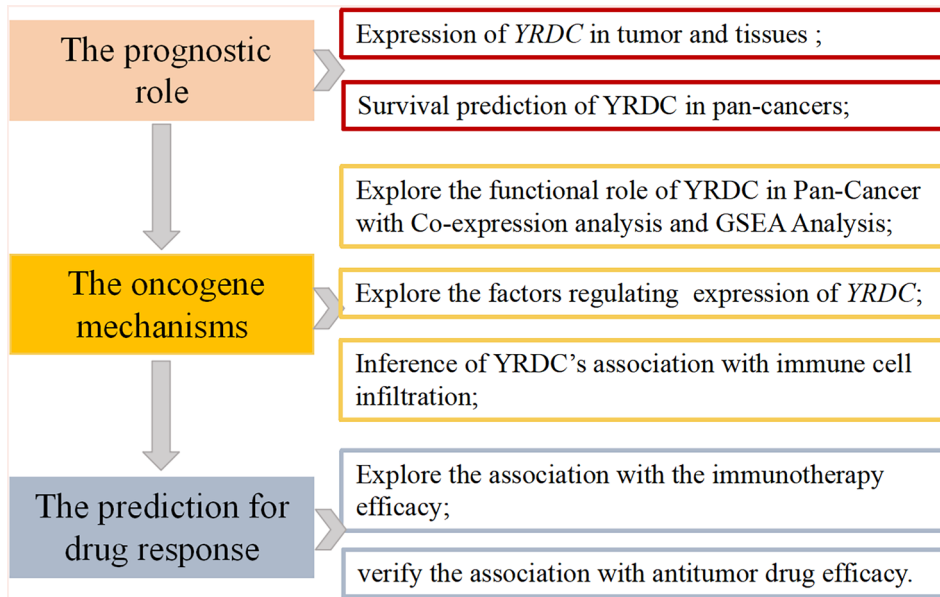 The prognostic
role
Expression of YRDC in tumor and tissues ;
Survival prediction of YRDC in pan-cancers;
Explore the functional role of YRDC in Pan-Cancer
with Co-expression analysis and GSEA Analysis;
The oncogene
mechanisms
Explore the factors regulating  expression of YRDC;
Inference of YRDC’s association with immune cell
infiltration;
The prediction for
drug response
Explore the association with the immunotherapy
efficacy;
verify the association with antitumor drug efficacy.